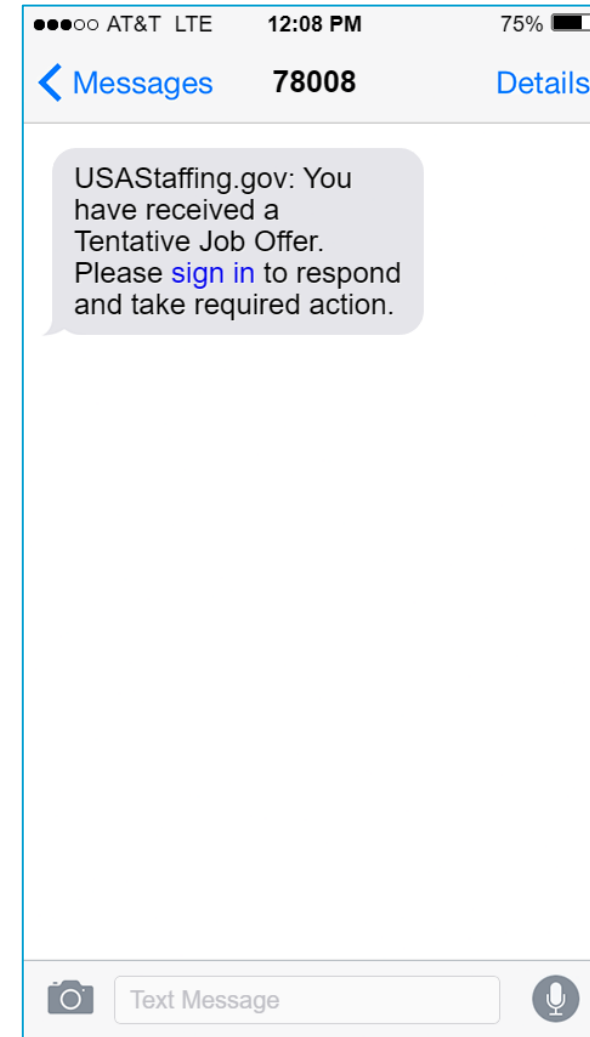 AT&T LTE 12:08 PM 75%
Messages 78008 Details
USAStaffing.gov: You
have received a
Tentative Job Offer.
Please sign in to respond
and take required action.
Text Message